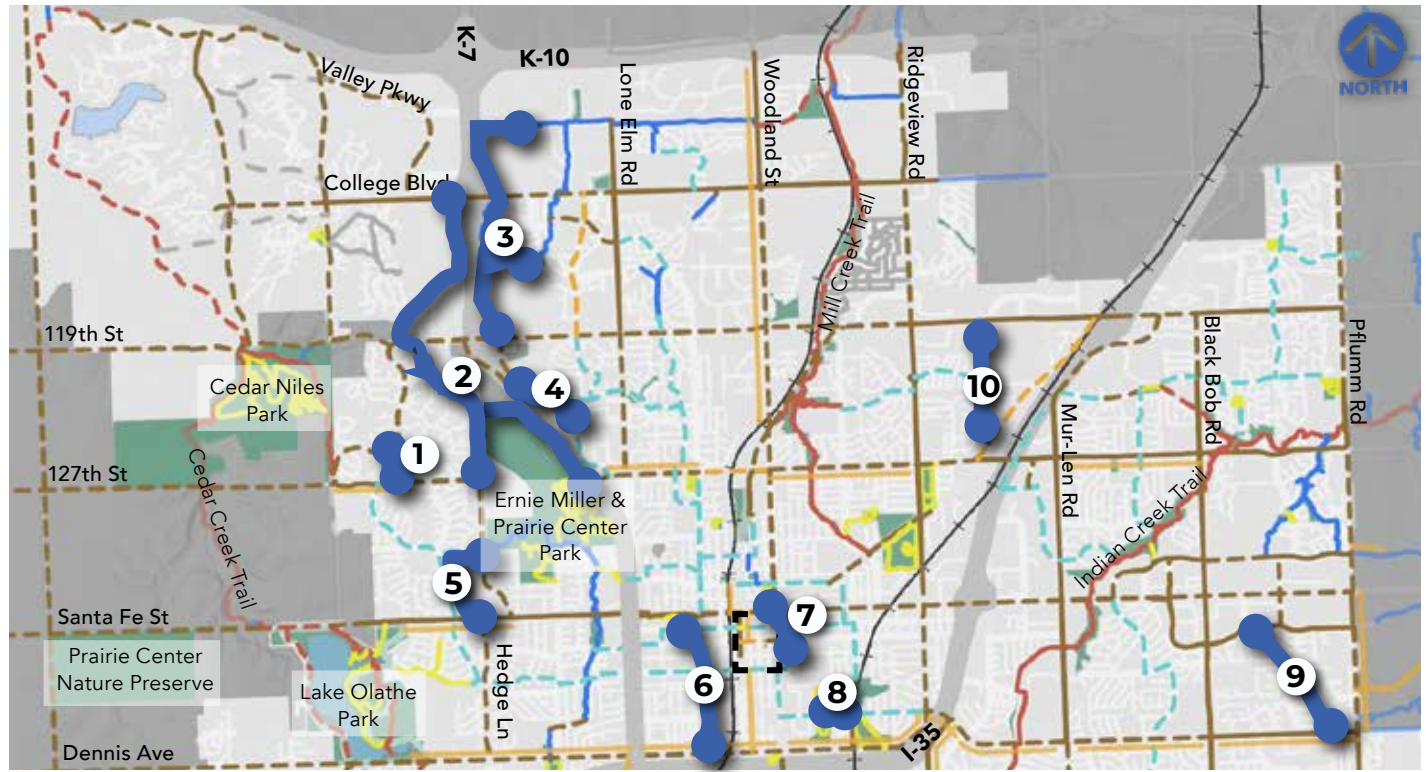 K-7
K-10
Valley Pkwy
Lone Elm Rd
Woodland St
Ridgeview Rd
NORTH
College Blvd
3
Mill Creek Trail
119th St
Black Bob Rd
Pflumm Rd
Cedar Niles
Park
2
4
10
Mur-Len Rd
1
127th St
Cedar Creek Trail
Ernie Miller &
Prairie Center
Park
Indian Creek Trail
5
7
Santa Fe St
Prairie Center
Nature Preserve
Lake Olathe
Park
Hedge Ln
6
8
9
I-35
Dennis Ave